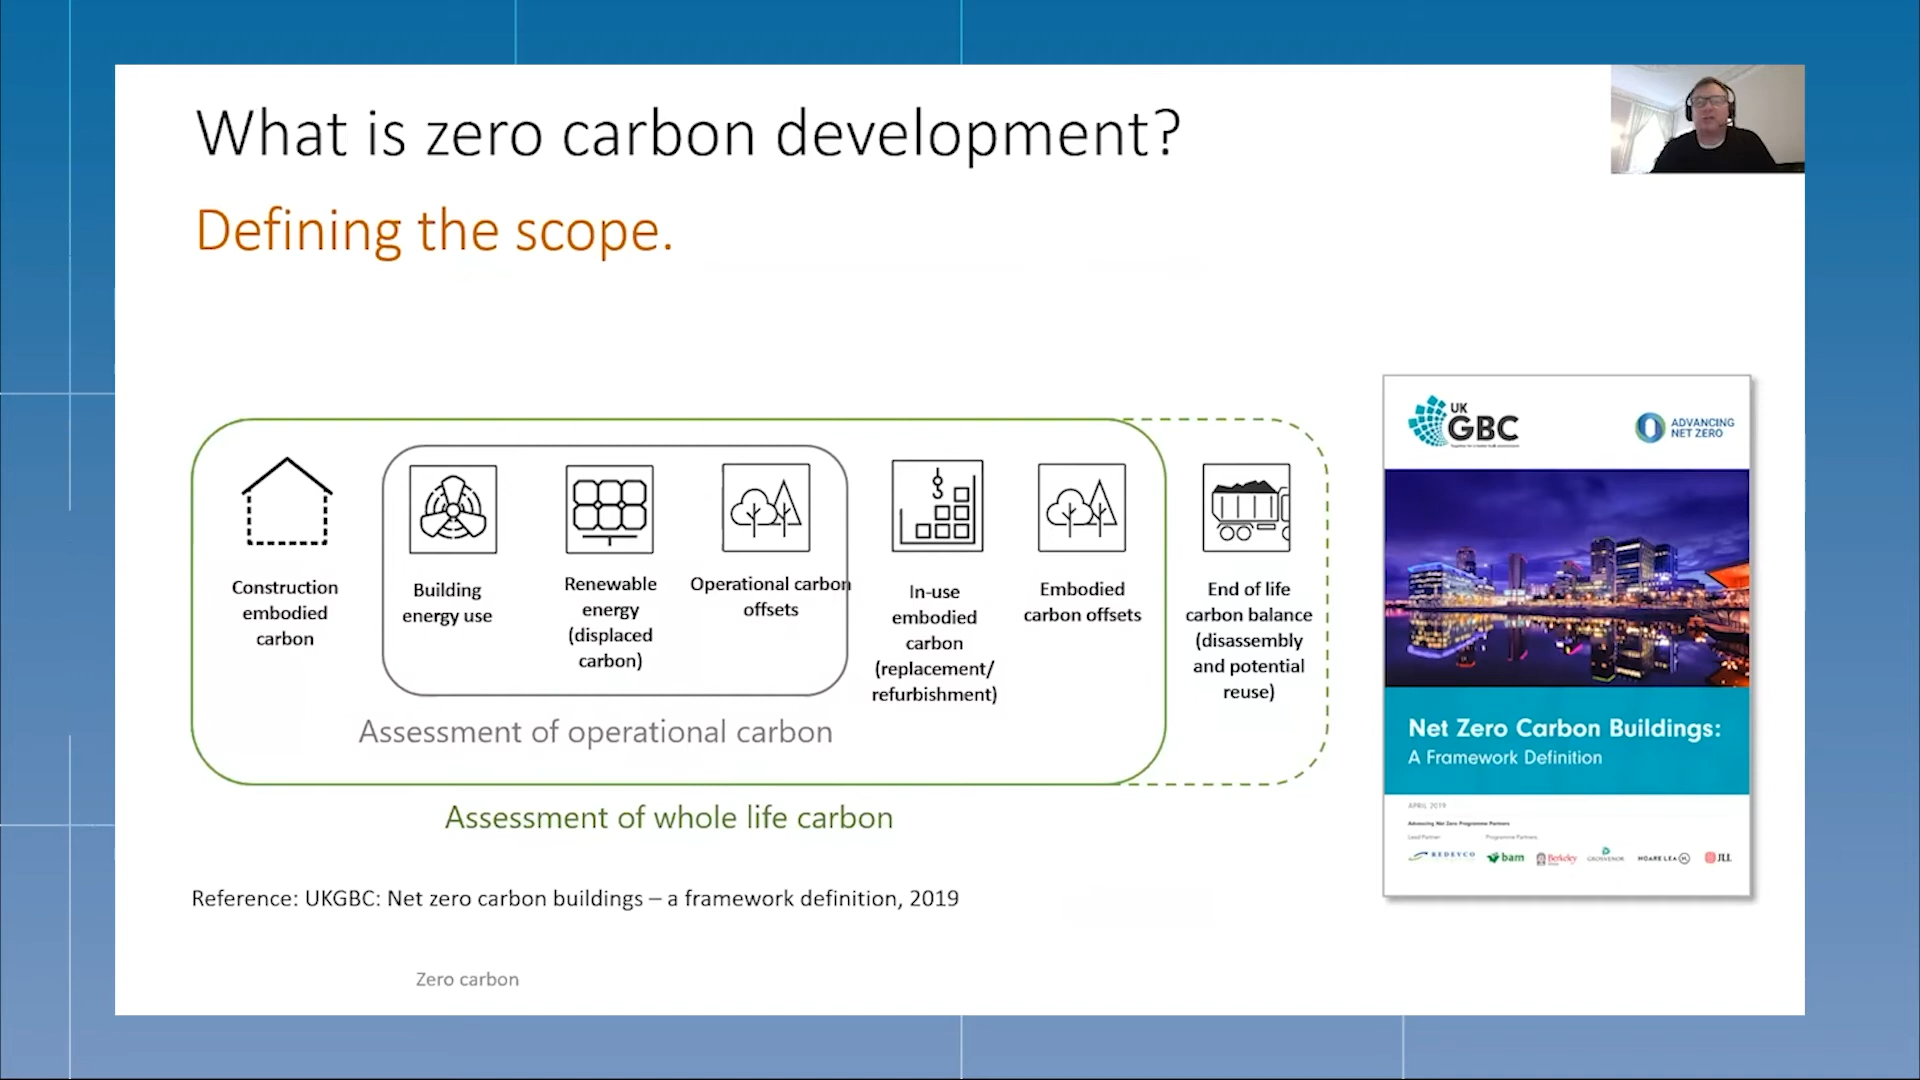 What is zero carbon development?
Defining the scope.
Construction
embodied
carbon
Building
energy use
Renewable
energy
(displaced
carbon)
Operational carbon
offsets
In-use
embodied
carbon
(replacement/
refurbishment)
Embodied
carbon offsets
End of life
carbon balance
(disassembly
and potential
reuse)
Assessment of operational carbon
Assessment of whole life carbon
Reference: UKGBC: Net zero carbon buildings – a framework definition, 2019
Zero carbon
UK
GBC
ADVANCING
NET ZERO
Net Zero Carbon Buildings:
A Framework Definition
APRIL 2019
Advancing Net Zero Programme Partners
Lead Partner
Programme Partners
REDEVCO
bam
Berkeley
GROSVENOR
HOARE LEA
JLL